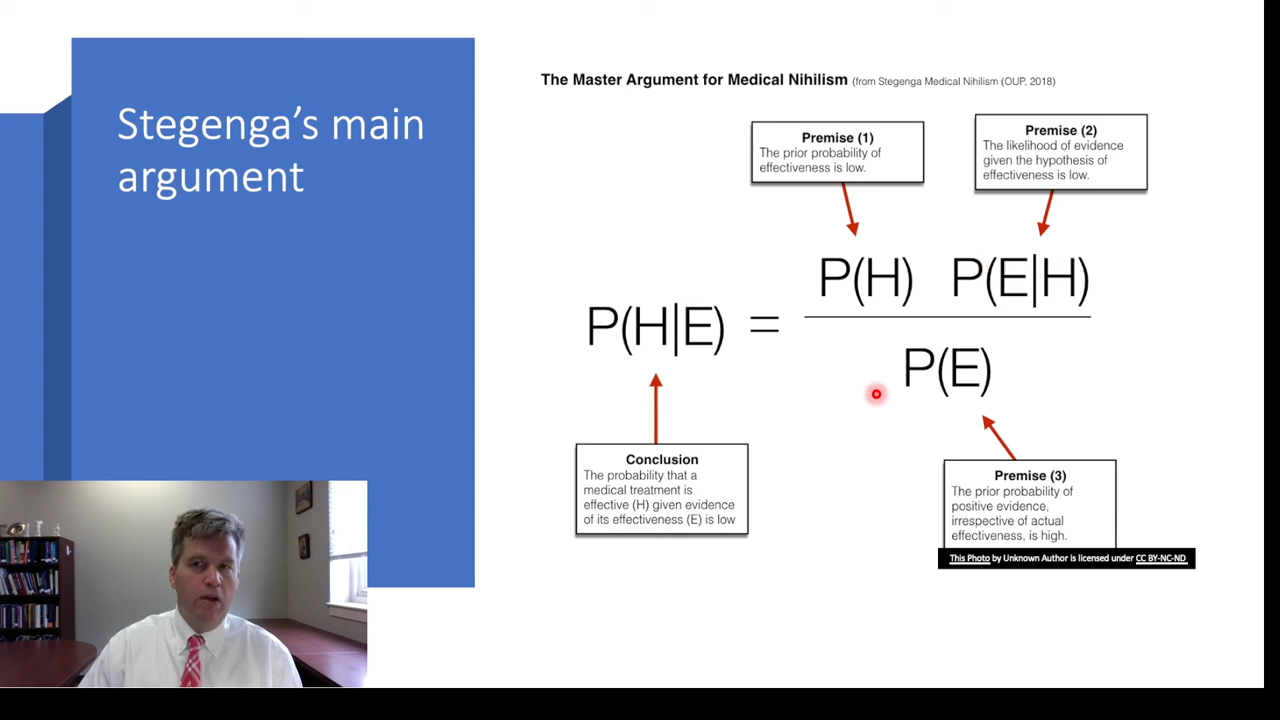 Stegenga's main
argument
The Master Argument for Medical Nihilism (from Stegenga Medical Nihilism (OUP, 2018)
Premise (1)
The prior probability of
effectiveness is low.
Premise (2)
The likelihood of evidence
given the hypothesis of
effectiveness is low.
P(H) P(E|H)
P(H|E) =
P(E)
Conclusion
The probability that a
medical treatment is
effective (H) given evidence
of its effectiveness (E) is low
Premise (3)
The prior probability of
positive evidence,
irrespective of actual
effectiveness, is high.
This Photo by Unknown Author is licensed under CC BY-NC-ND